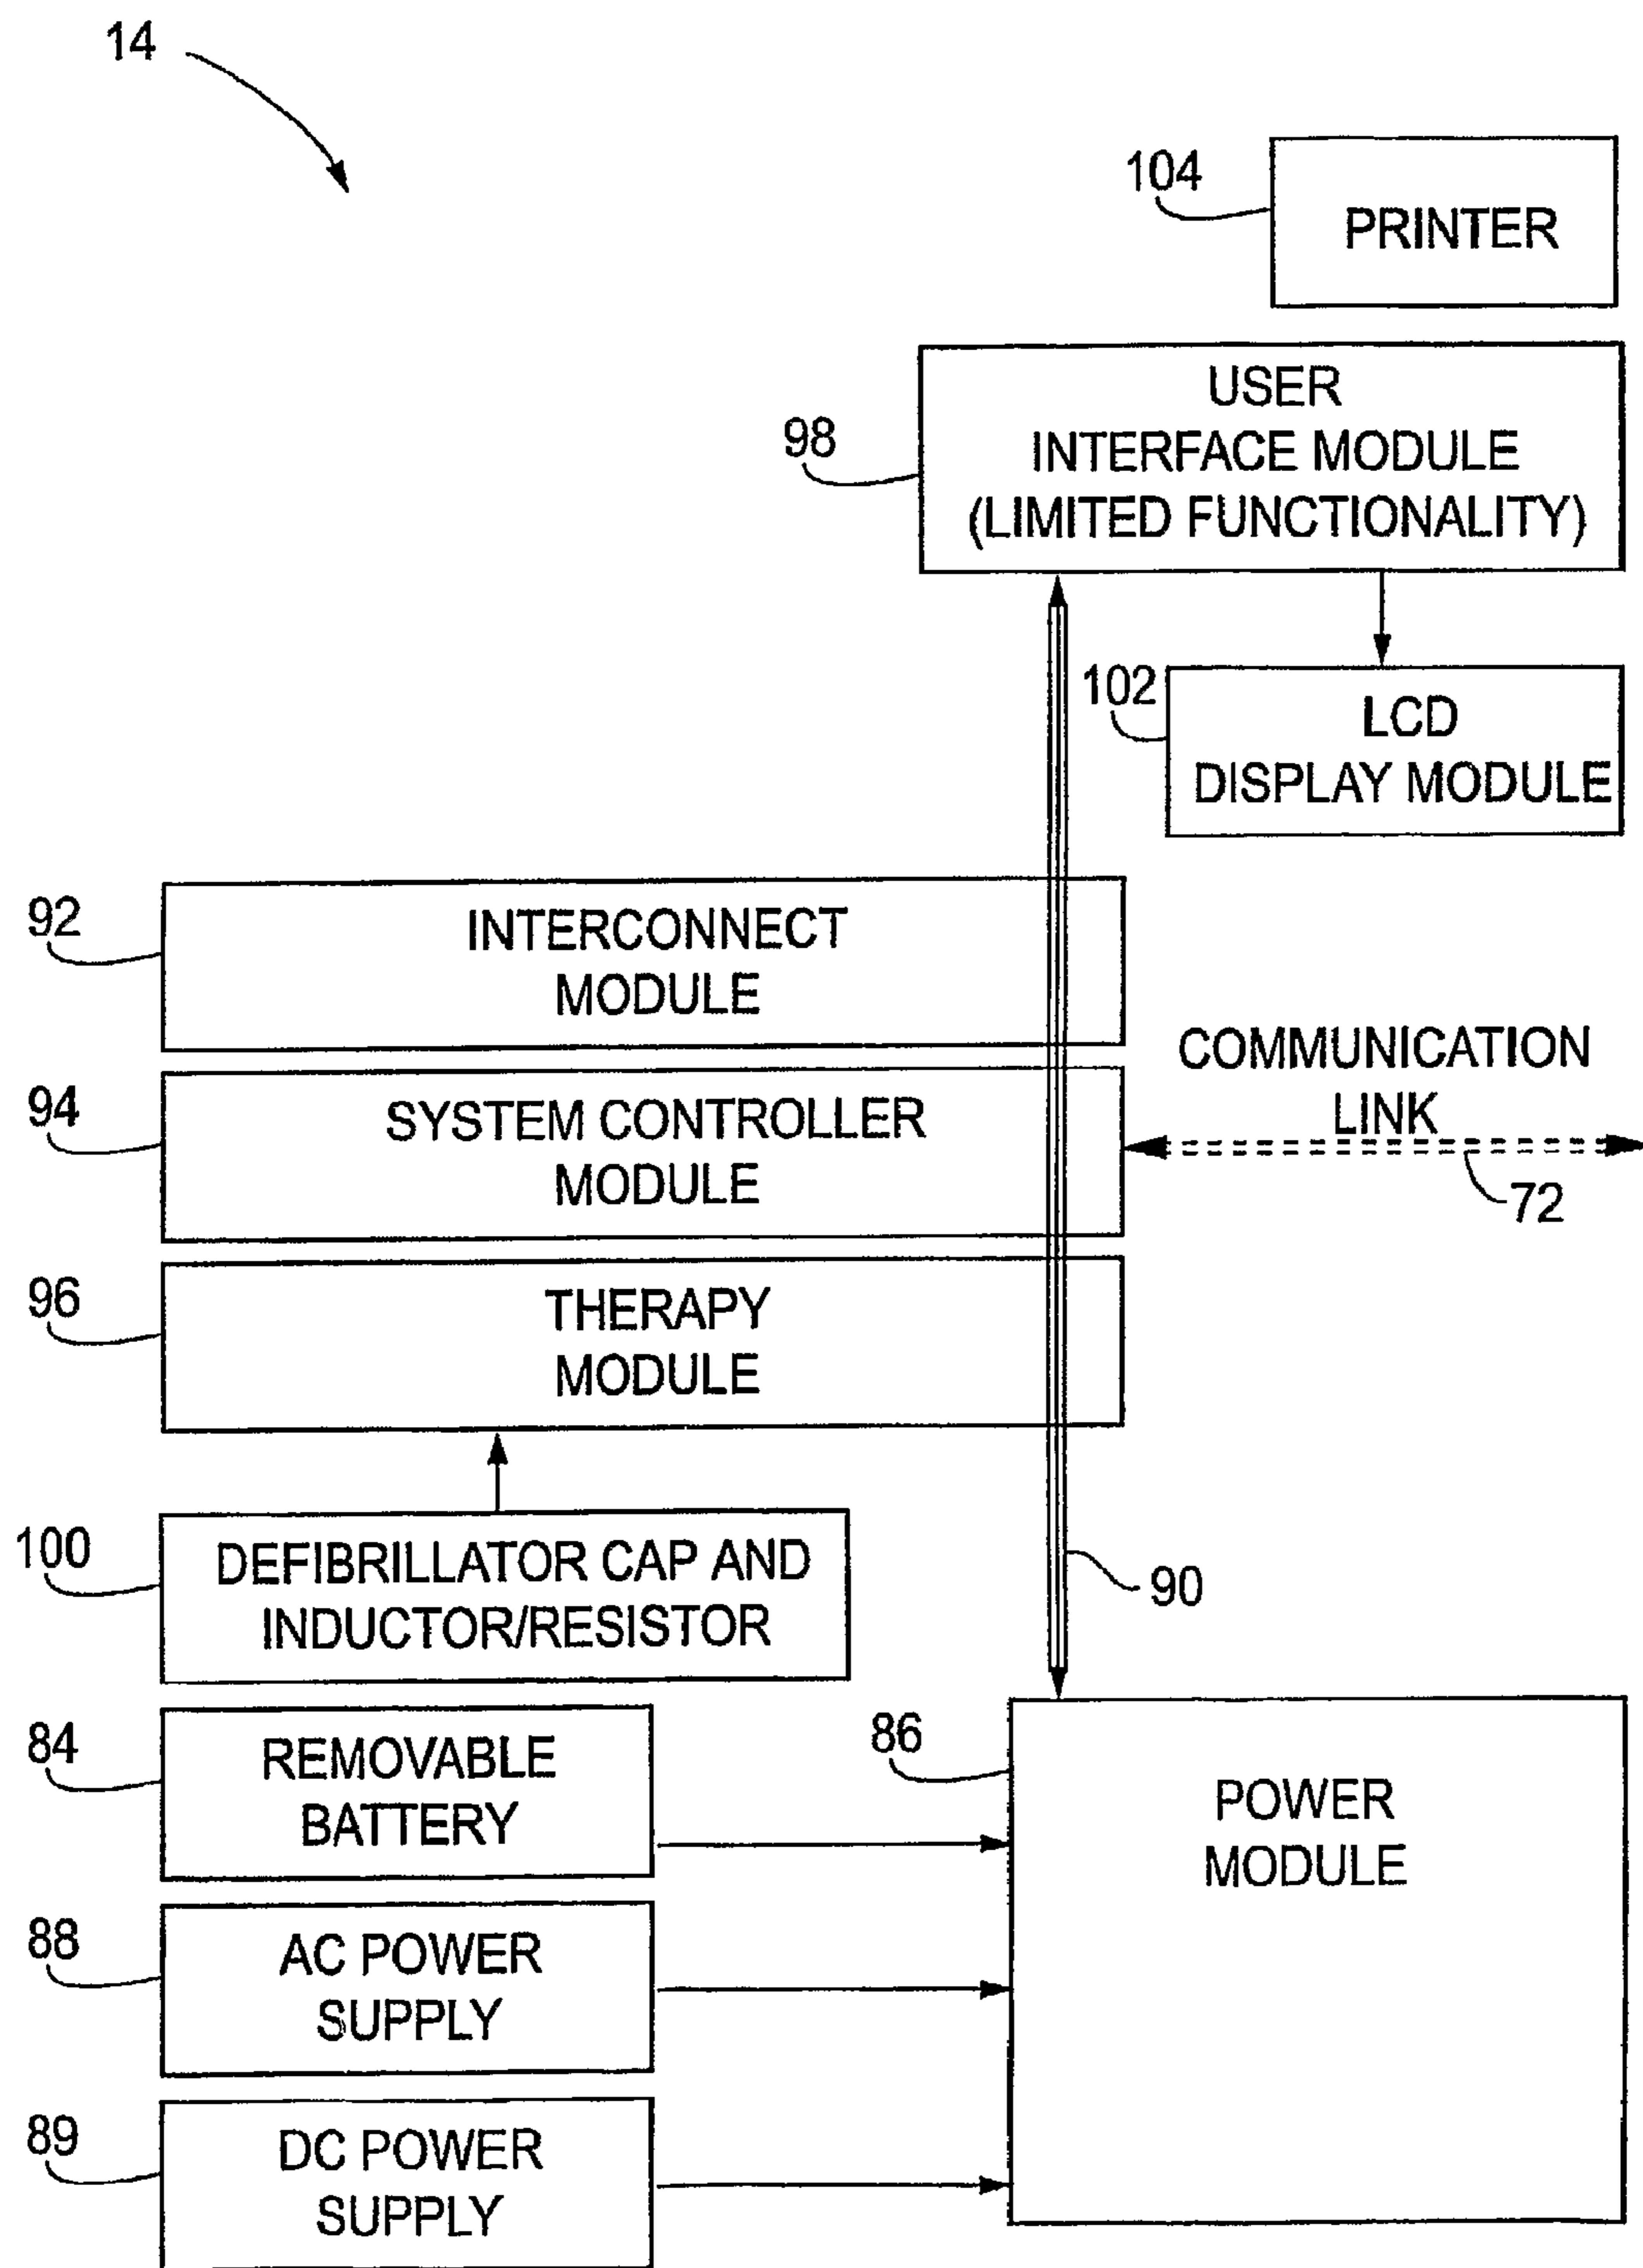 14
104
PRINTER
98
USER
INTERFACE MODULE
(LIMITED FUNCTIONALITY)
102
LCD
DISPLAY MODULE
92
INTERCONNECT
MODULE
94
SYSTEM CONTROLLER
MODULE
COMMUNICATION
LINK
72
96
THERAPY
MODULE
100
DEFIBRILLATOR CAP AND
INDUCTOR/RESISTOR
90
84
REMOVABLE
BATTERY
86
POWER
MODULE
88
AC POWER
SUPPLY
89
DC POWER
SUPPLY